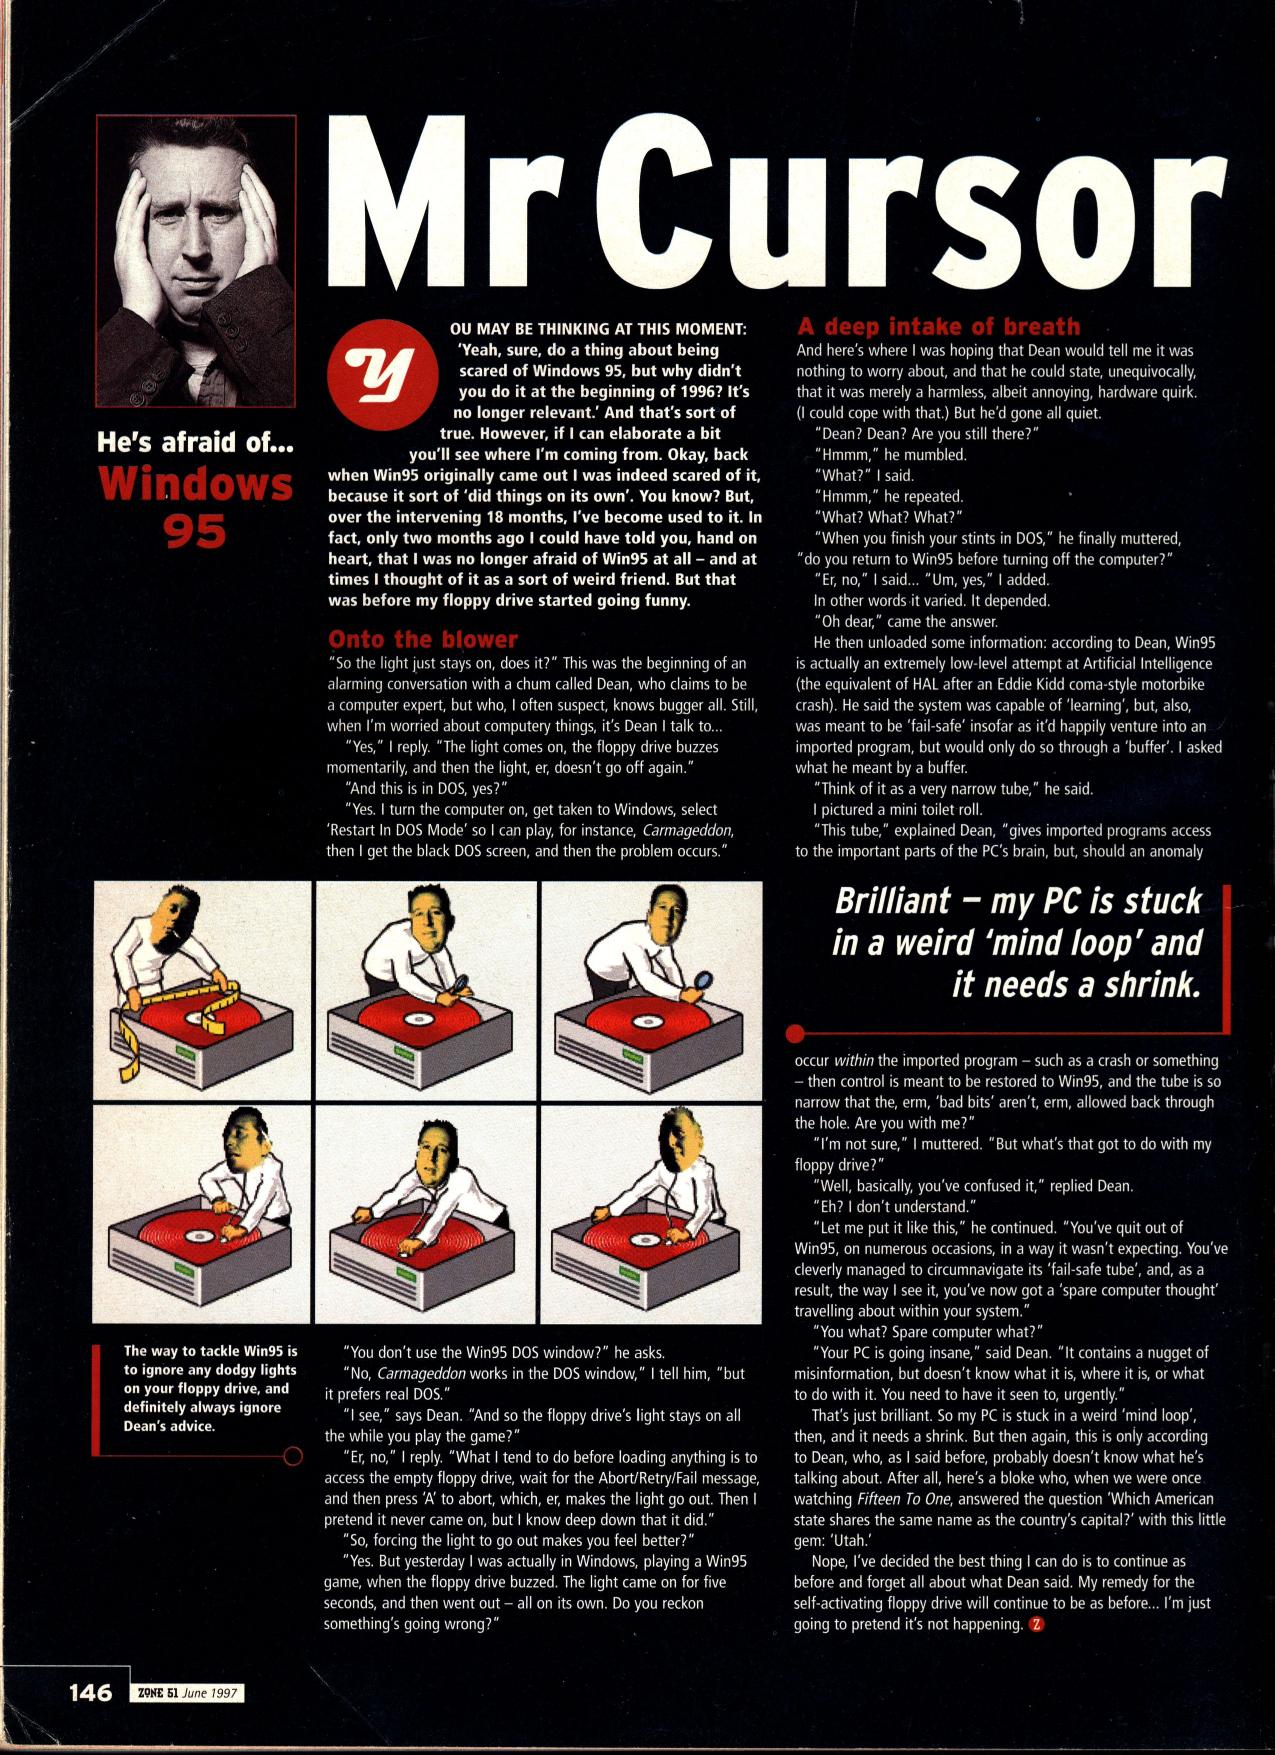 Mr Cursor
He's afraid of...
Windows
95
YOU MAY BE THINKING AT THIS MOMENT:
'Yeah, sure, do a thing about being
scared of Windows 95, but why didn't
you do it at the beginning of 1996? It's
no longer relevant.' And that's sort of
true. However, if I can elaborate a bit
you'll see where I'm coming from. Okay, back
when Win95 originally came out I was indeed scared of it,
because it sort of 'did things on its own'. You know? But,
over the intervening 18 months, I've become used to it. In
fact, only two months ago I could have told you, hand on
heart, that I was no longer afraid of Win95 at all – and at
times I thought of it as a sort of weird friend. But that
was before my floppy drive started going funny.
Onto the blower
"So the light just stays on, does it?" This was the beginning of an
alarming conversation with a chum called Dean, who claims to be
a computer expert, but who, I often suspect, knows bugger all. Still,
when I'm worried about computery things, it's Dean I talk to...
"Yes," I reply. "The light comes on, the floppy drive buzzes
momentarily, and then the light, er, doesn't go off again."
"And this is in DOS, yes?"
"Yes. I turn the computer on, get taken to Windows, select
'Restart In DOS Mode' so I can play, for instance, Carmageddon,
then I get the black DOS screen, and then the problem occurs."
The way to tackle Win95 is
to ignore any dodgy lights
on your floppy drive, and
definitely always ignore
Dean's advice.
"You don't use the Win95 DOS window?" he asks.
"No, Carmageddon works in the DOS window," I tell him, "but
it prefers real DOS."
"I see," says Dean. "And so the floppy drive's light stays on all
the while you play the game?"
"Er, no," I reply. "What I tend to do before loading anything is to
access the empty floppy drive, wait for the Abort/Retry/Fail message,
and then press 'A' to abort, which, er, makes the light go out. Then I
pretend it never came on, but I know deep down that it did."
"So, forcing the light to go out makes you feel better?"
"Yes. But yesterday I was actually in Windows, playing a Win95
game, when the floppy drive buzzed. The light came on for five
seconds, and then went out – all on its own. Do you reckon
something's going wrong?"
A deep intake of breath
And here's where I was hoping that Dean would tell me it was
nothing to worry about, and that he could state, unequivocally,
that it was merely a harmless, albeit annoying, hardware quirk.
(I could cope with that.) But he'd gone all quiet.
"Dean? Dean? Are you still there?"
"Hmmm," he mumbled.
"What?" I said.
"Hmmm," he repeated.
"What? What? What?"
"When you finish your stints in DOS," he finally muttered,
"do you return to Win95 before turning off the computer?"
"Er, no," I said... "Um, yes," I added.
In other words it varied. It depended.
"Oh dear," came the answer.
He then unloaded some information: according to Dean, Win95
is actually an extremely low-level attempt at Artificial Intelligence
(the equivalent of HAL after an Eddie Kidd coma-style motorbike
crash). He said the system was capable of 'learning', but, also,
was meant to be 'fail-safe' insofar as it'd happily venture into an
imported program, but would only do so through a 'buffer'. I asked
what he meant by a buffer.
"Think of it as a very narrow tube," he said.
I pictured a mini toilet roll.
"This tube," explained Dean, "gives imported programs access
to the important parts of the PC's brain, but, should an anomaly
Brilliant – my PC is stuck
in a weird 'mind loop' and
it needs a shrink.
occur within the imported program – such as a crash or something
– then control is meant to be restored to Win95, and the tube is so
narrow that the, erm, 'bad bits' aren't, erm, allowed back through
the hole. Are you with me?"
"I'm not sure," I muttered. "But what's that got to do with my
floppy drive?"
"Well, basically, you've confused it," replied Dean.
"Eh? I don't understand."
"Let me put it like this," he continued. "You've quit out of
Win95, on numerous occasions, in a way it wasn't expecting. You've
cleverly managed to circumnavigate its 'fail-safe tube', and, as a
result, the way I see it, you've now got a 'spare computer thought'
travelling about within your system."
"You what? Spare computer what?"
"Your PC is going insane," said Dean. "It contains a nugget of
misinformation, but doesn't know what it is, where it is, or what
to do with it. You need to have it seen to, urgently."
That's just brilliant. So my PC is stuck in a weird 'mind loop',
then, and it needs a shrink. But then again, this is only according
to Dean, who, as I said before, probably doesn't know what he's
talking about. After all, here's a bloke who, when we were once
watching Fifteen To One, answered the question 'Which American
state shares the same name as the country's capital?' with this little
gem: 'Utah.'
Nope, I've decided the best thing I can do is to continue as
before and forget all about what Dean said. My remedy for the
self-activating floppy drive will continue to be as before... I'm just
going to pretend it's not happening. Z
146 ZONE 51 June 1997